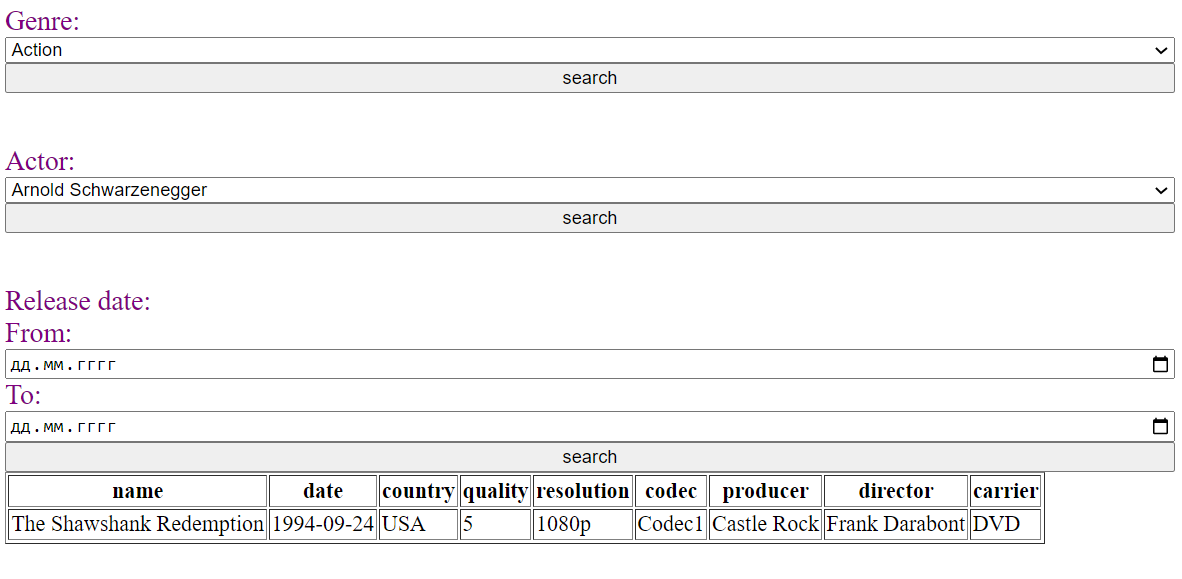 Genre:
Action
search
Actor:
Arnold Schwarzenegger
search
Release date:
From:
дд.мм.гггг
To:
дд.мм.гггг
search
name date country quality resolution codec producer director carrier
The Shawshank Redemption 1994-09-24 USA 5 1080p Codec1 Castle Rock Frank Darabont DVD